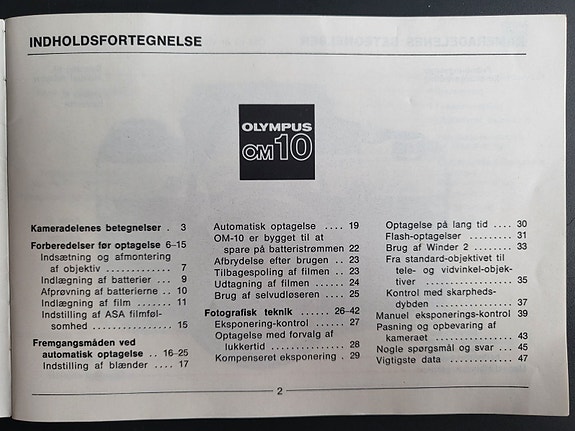 INDHOLDSFORTEGNELSE
OLYMPUS
OM10
Kameradelenes betegnelser . 3
Forberedelser før optagelse 6–15
Indsætning og afmontering
af objektiv ............ 7
Indlægning af batterier ... 9
Afprøvning af batterierne .. 10
Indlægning af film ........ 11
Indstilling af ASA filmføl-
somhed ............. 15
Fremgangsmåden ved
automatisk optagelse .. 16–25
Indstilling af blænder .... 17
Automatisk optagelse .... 19
OM-10 er bygget til at
spare på batteristrømmen 22
Afbrydelse efter brugen .. 23
Tilbagespoling af filmen .. 23
Udtagning af filmen ..... 24
Brug af selvudløseren .... 25
Fotografisk teknik ...... 26–42
Eksponering-kontrol ..... 27
Optagelse med forvalg af
lukkertid ............. 28
Kompenseret eksponering . 29
Optagelse på lang tid .... 30
Flash-optagelser ........ 31
Brug af Winder 2 ....... 33
Fra standard-objektivet til
tele- og vidvinkel-objek-
tiver ................ 35
Kontrol med skarpheds-
dybden .............. 37
Manuel eksponerings-kontrol 39
Pasning og opbevaring af
kameraet ............. 43
Nogle spørgsmål og svar ... 45
Vigtigste data .......... 47
2